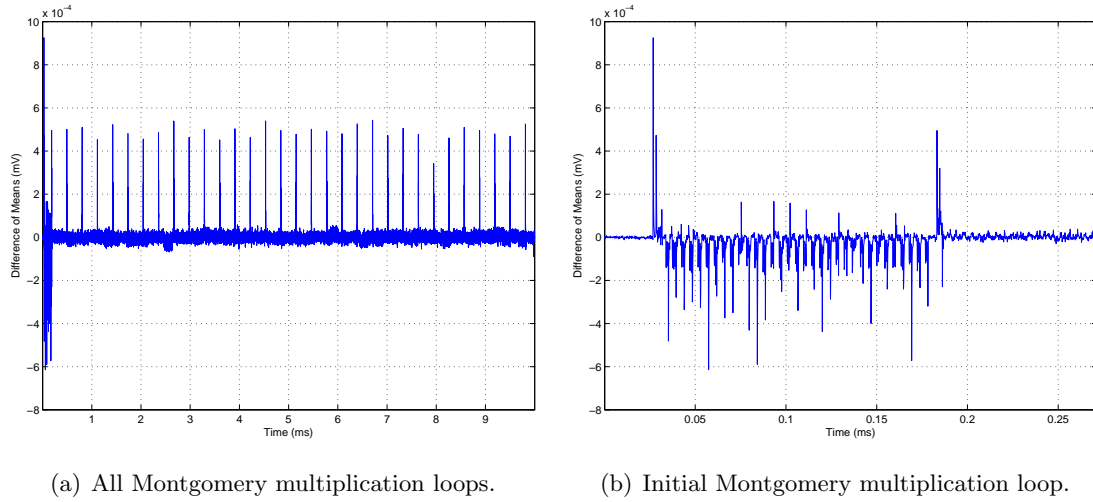 x 10⁻⁴
10
8
6
4
2
0
−2
−4
−6
−8
Difference of Means (mV)
1 2 3 4 5 6 7 8 9
Time (ms)
(a) All Montgomery multiplication loops.
x 10⁻⁴
10
8
6
4
2
0
−2
−4
−6
−8
Difference of Means (mV)
0.05 0.1 0.15 0.2 0.25
Time (ms)
(b) Initial Montgomery multiplication loop.